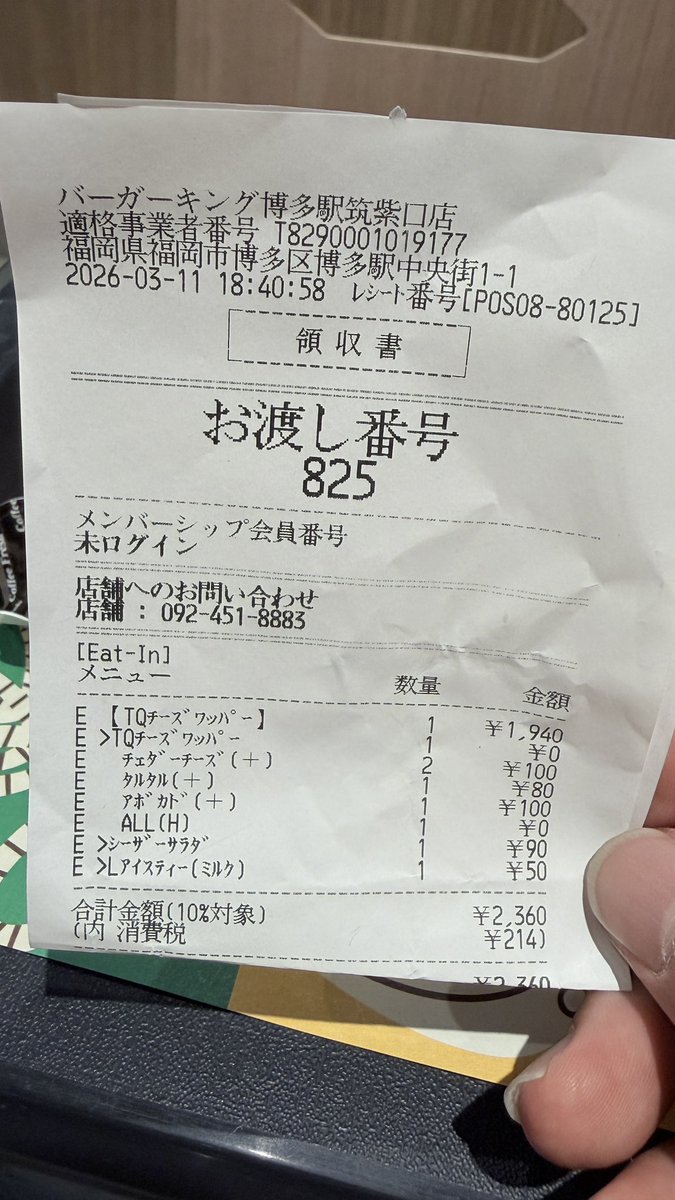 バーガーキング博多駅筑紫口店
適格事業者番号 T8290001019177
福岡県福岡市博多区博多駅中央街1-1
2026-03-11 18:40:58 ﾚｼｰﾄ番号[POS08-80125]
領収書
お渡し番号
825
メンバーシップ会員番号
未ログイン
店舗へのお問い合わせ
店舗 : 092-451-8883
[Eat-In]
メニュー 数量 金額
E 【TQﾁｰｽﾞﾜｯﾊﾟｰ】 1 ¥1,940
E >TQﾁｰｽﾞﾜｯﾊﾟｰ 1 ¥0
E ﾁｪﾀﾞｰﾁｰｽﾞ(+) 2 ¥100
E ﾀﾙﾀﾙ(+) 1 ¥80
E ｱﾎﾞｶﾄﾞ(+) 1 ¥100
E ALL(H) 1 ¥0
E >ｼｰｻﾞｰｻﾗﾀﾞ 1 ¥90
E >Lｱｲｽﾃｨｰ(ﾐﾙｸ) 1 ¥50
合計金額(10%対象) ¥2,360
(内 消費税 ¥214)
¥2,360